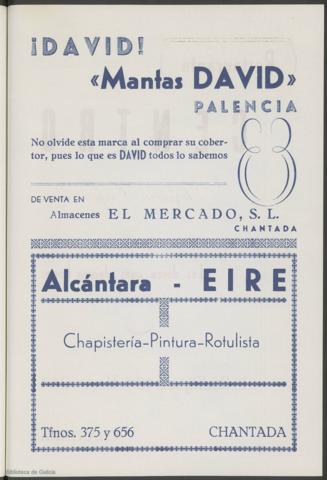 ¡DAVID!
«Mantas DAVID»
PALENCIA
No olvide esta marca al comprar su cober-
tor, pues lo que es DAVID todos lo sabemos
DE VENTA EN
Almacenes EL MERCADO, S. L.
CHANTADA
Alcántara - EIRE
Chapistería-Pintura-Rotulista
Tfnos. 375 y 656 CHANTADA
Biblioteca de Galicia